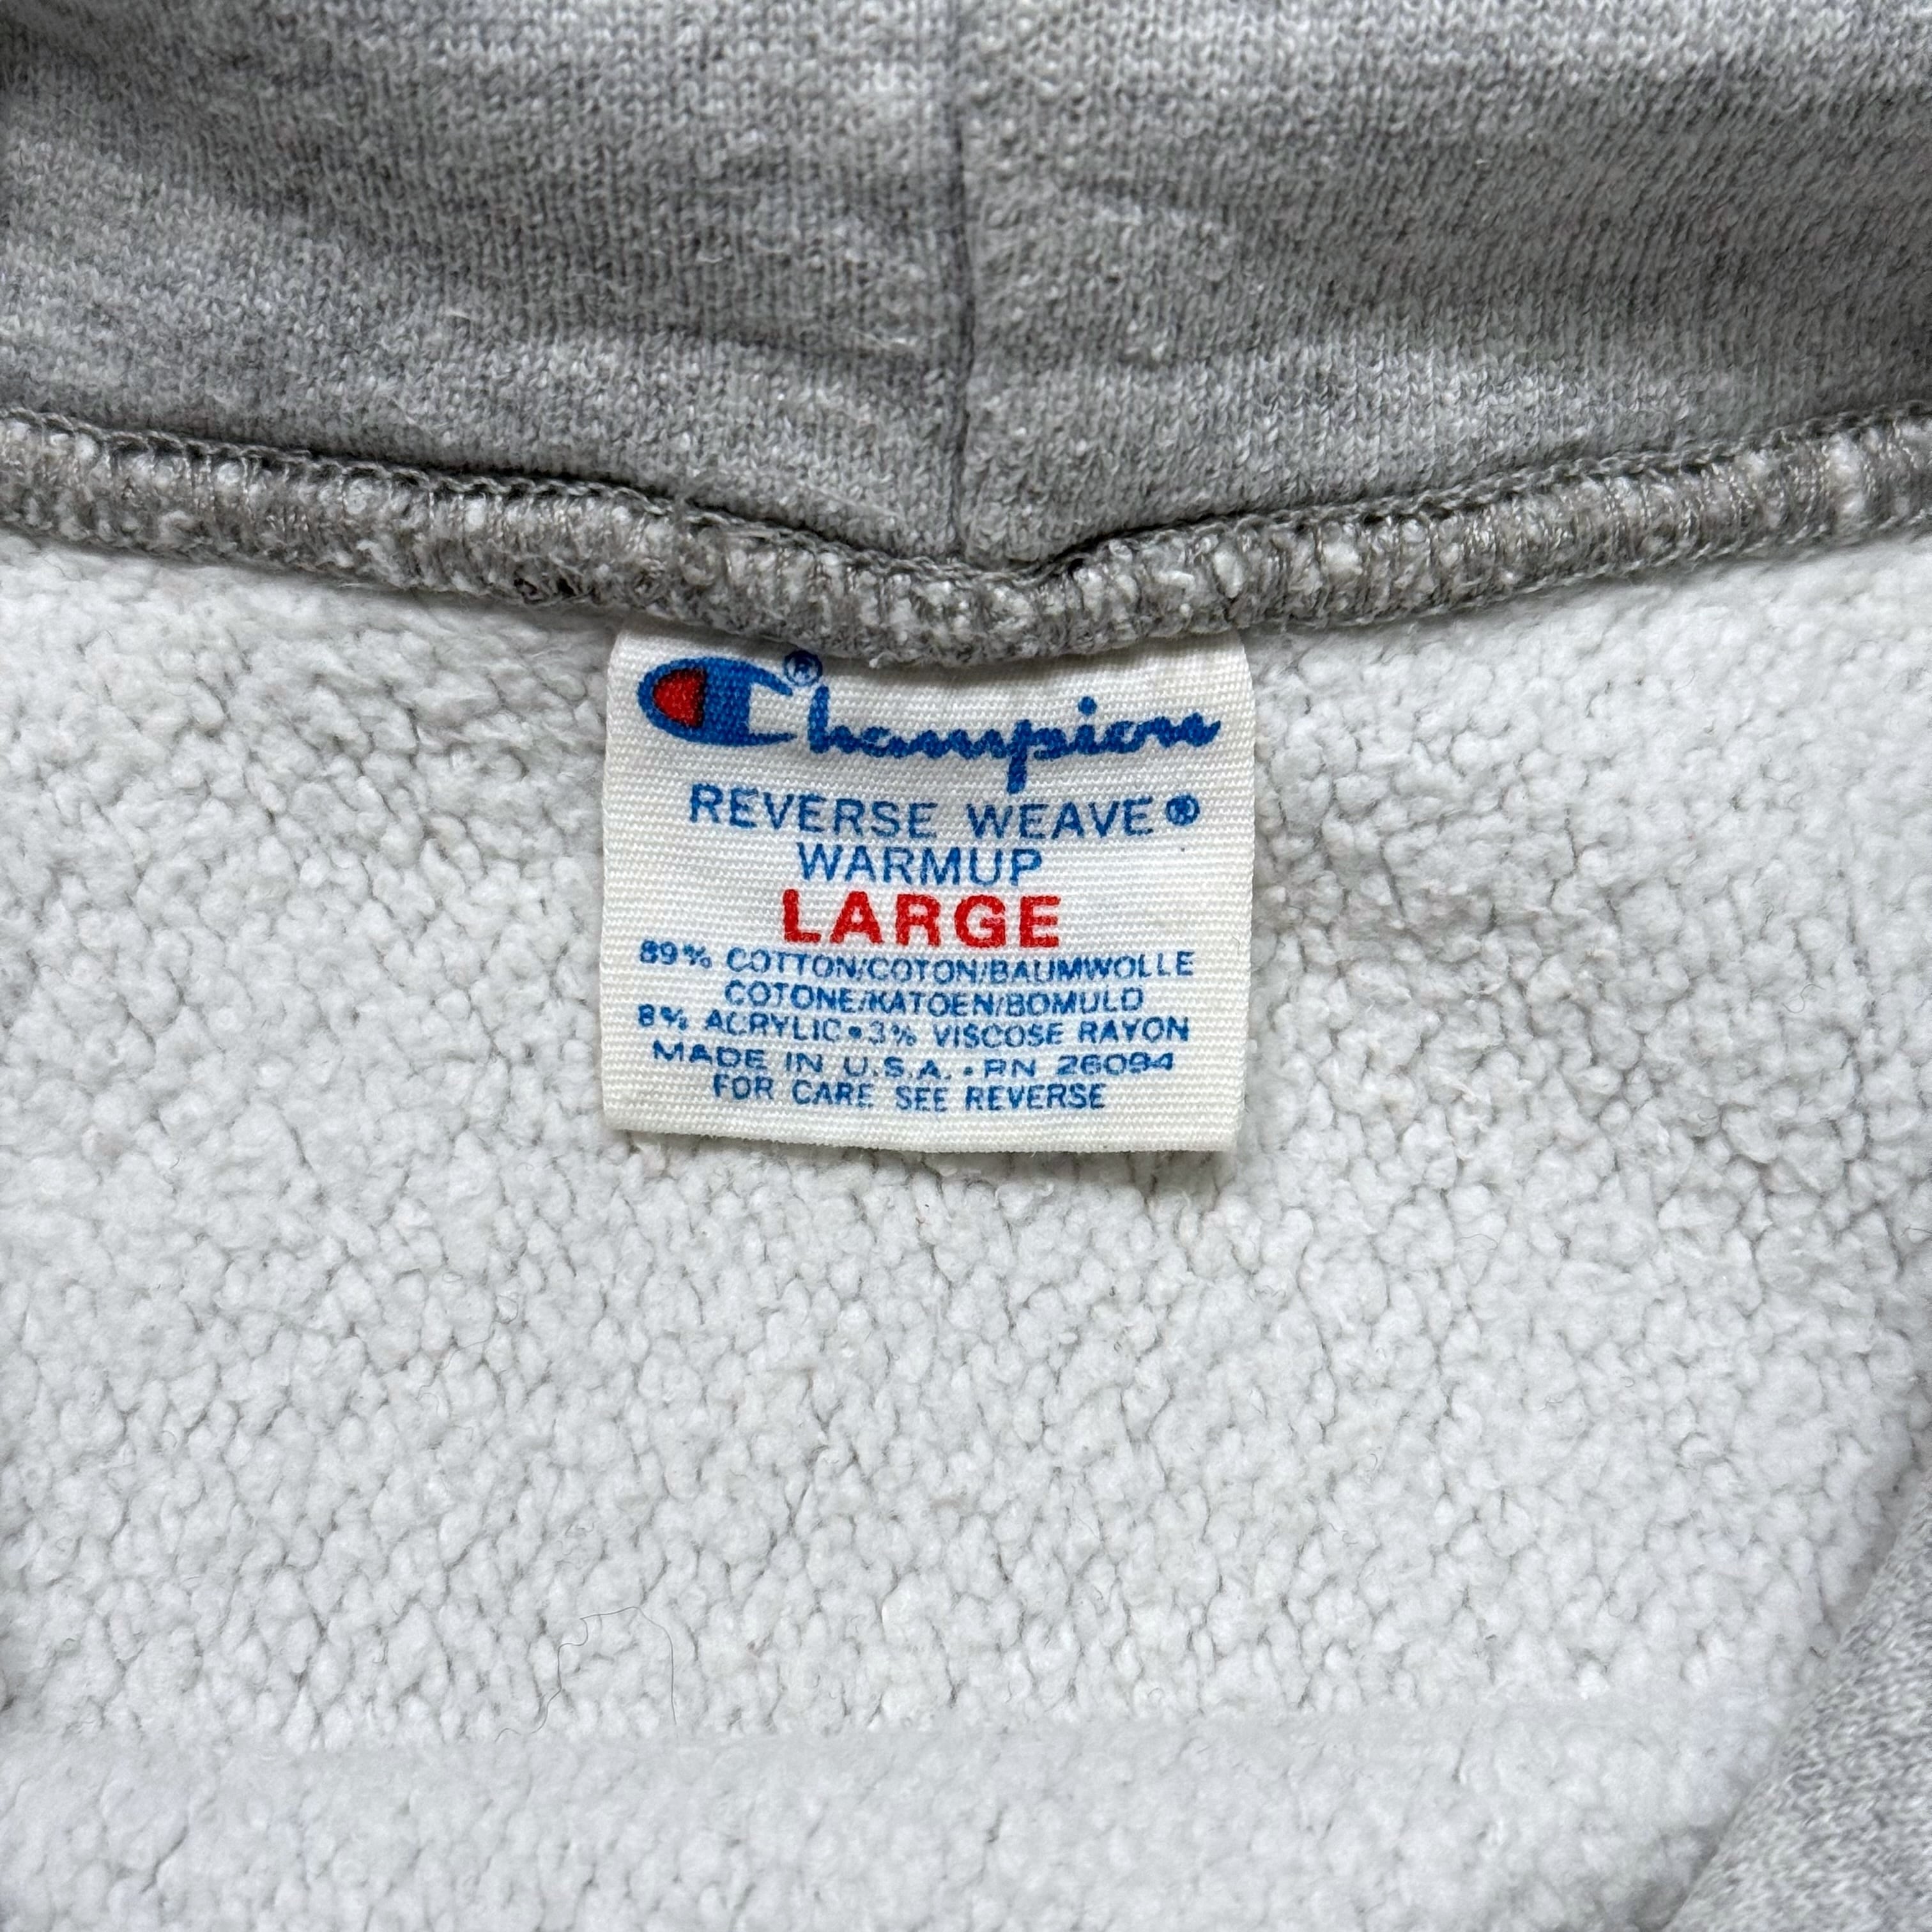 Champion®
REVERSE WEAVE®
WARMUP
LARGE
89% COTTON/COTON/BAUMWOLLE
COTONE/KATOEN/BOMULD
8% ACRYLIC•3% VISCOSE RAYON
MADE IN U.S.A.•RN 26094
FOR CARE SEE REVERSE